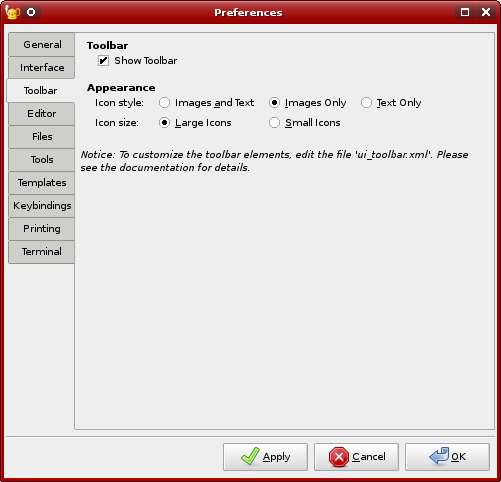 Preferences
General
Interface
Toolbar
Editor
Files
Tools
Templates
Keybindings
Printing
Terminal
Toolbar
Show Toolbar
Appearance
Icon style: Images and Text Images Only Text Only
Icon size: Large Icons Small Icons
Notice: To customize the toolbar elements, edit the file 'ui_toolbar.xml'. Please
see the documentation for details.
Apply Cancel OK